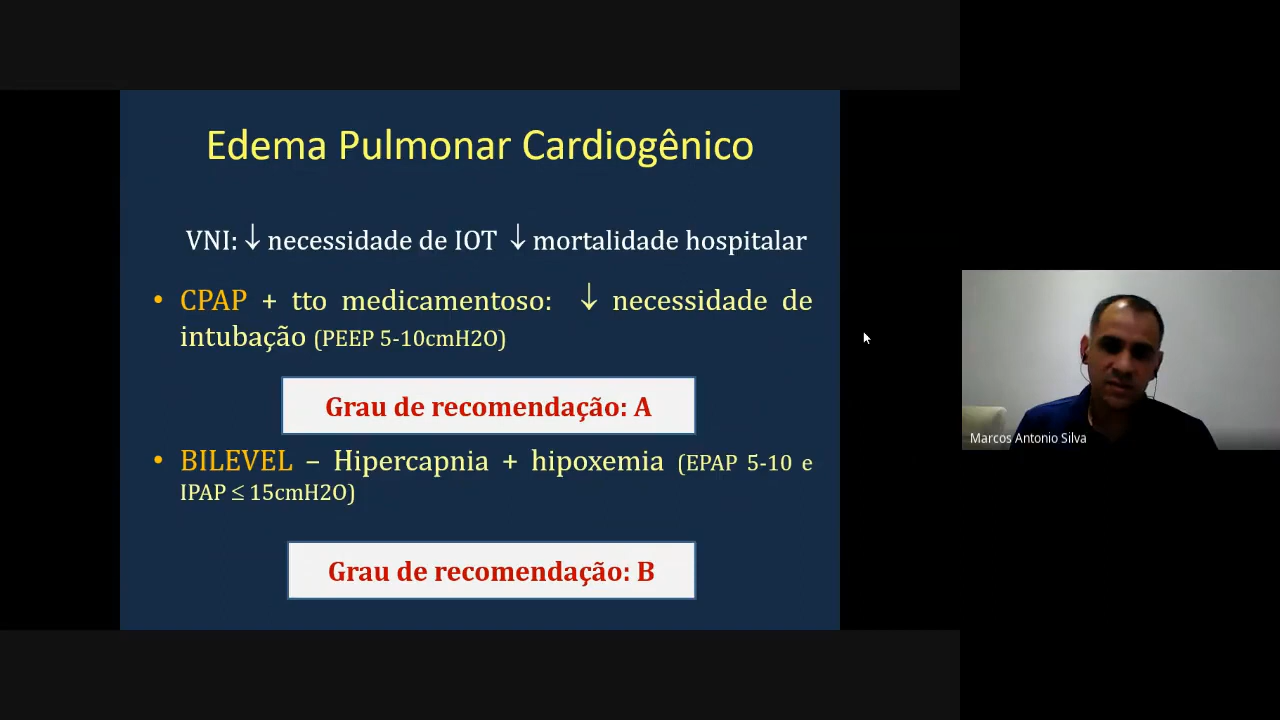 Edema Pulmonar Cardiogênico
VNI: ↓ necessidade de IOT ↓ mortalidade hospitalar
• CPAP + tto medicamentoso: ↓ necessidade de
intubação (PEEP 5-10cmH2O)
Grau de recomendação: A
• BILEVEL – Hipercapnia + hipoxemia (EPAP 5-10 e
IPAP ≤ 15cmH2O)
Grau de recomendação: B
Marcos Antonio Silva